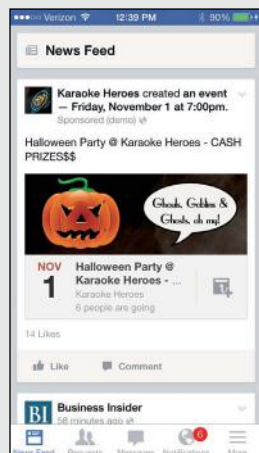 Verizon 12:39 PM 90%
News Feed
Karaoke Heroes created an event
— Friday, November 1 at 7:00pm.
Sponsored (demo)
Halloween Party @ Karaoke Heroes - CASH
PRIZES$$
Ghouls, Goblins &
Ghosts, oh my!
NOV
1
Halloween Party @
Karaoke Heroes - ...
Karaoke Heroes
6 people are going
14 Likes
Like Comment
BI Business Insider
56 minutes ago
6
News Feed Requests Messages Notifications More